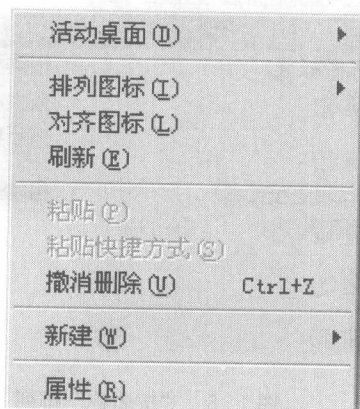 活动桌面(D)
排列图标(I)
对齐图标(L)
刷新(E)
粘贴(P)
粘贴快捷方式(S)
撤消删除(U) Ctrl+Z
新建(W)
属性(R)